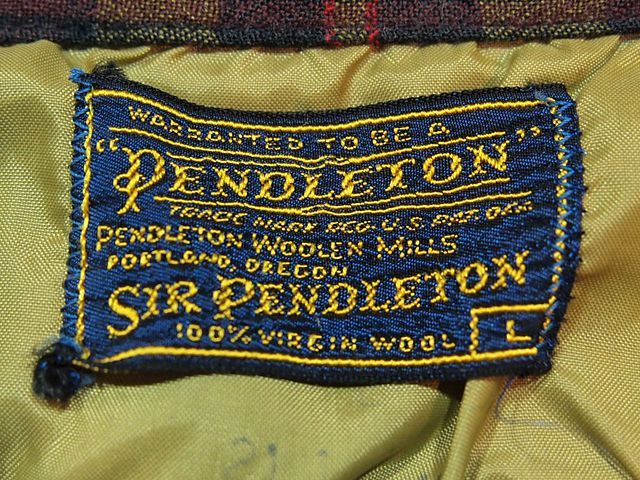 WARRANTED TO BE A
"PENDLETON"
TRADE MARK REG. U.S. PAT. OFF.
PENDLETON WOOLEN MILLS
PORTLAND, OREGON
SIR PENDLETON
100% VIRGIN WOOL L